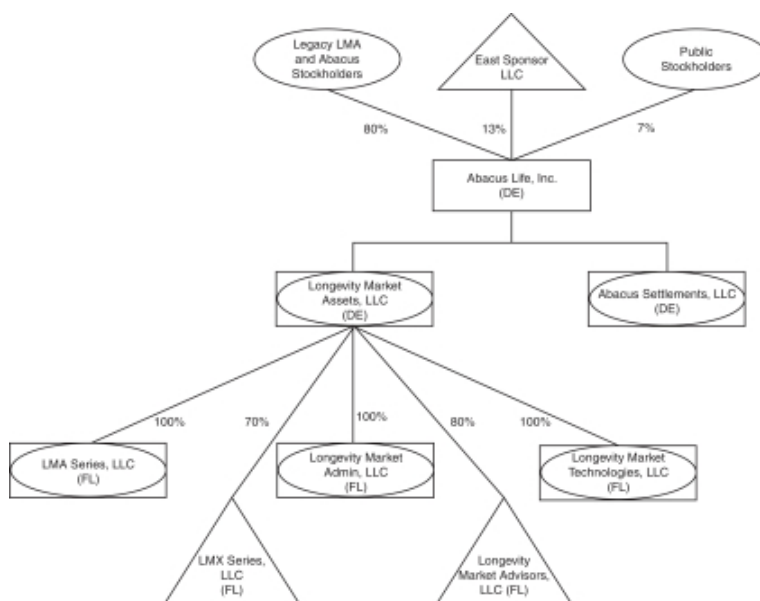 Legacy LMA
and Abacus
Stockholders
East Sponsor
LLC
Public
Stockholders
80%
13%
7%
Abacus Life, Inc.
(DE)
Longevity Market
Assets, LLC
(DE)
Abacus Settlements, LLC
(DE)
100%
70%
100%
80%
100%
LMA Series, LLC
(FL)
Longevity Market
Admin, LLC
(FL)
Longevity Market
Technologies, LLC
(FL)
LMX Series,
LLC
(FL)
Longevity
Market Advisors,
LLC (FL)